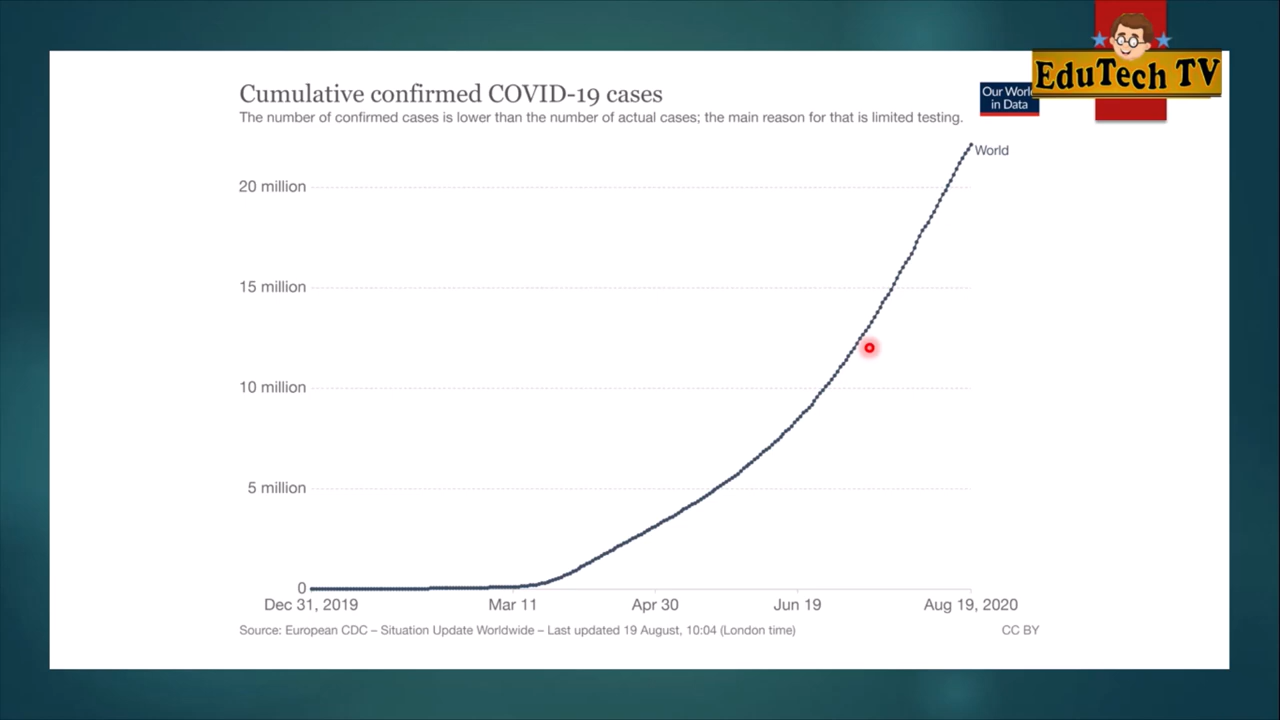 EduTech TV
Cumulative confirmed COVID-19 cases
The number of confirmed cases is lower than the number of actual cases; the main reason for that is limited testing.
Our World
in Data
World
20 million
15 million
10 million
5 million
0
Dec 31, 2019 Mar 11 Apr 30 Jun 19 Aug 19, 2020
Source: European CDC – Situation Update Worldwide – Last updated 19 August, 10:04 (London time) CC BY